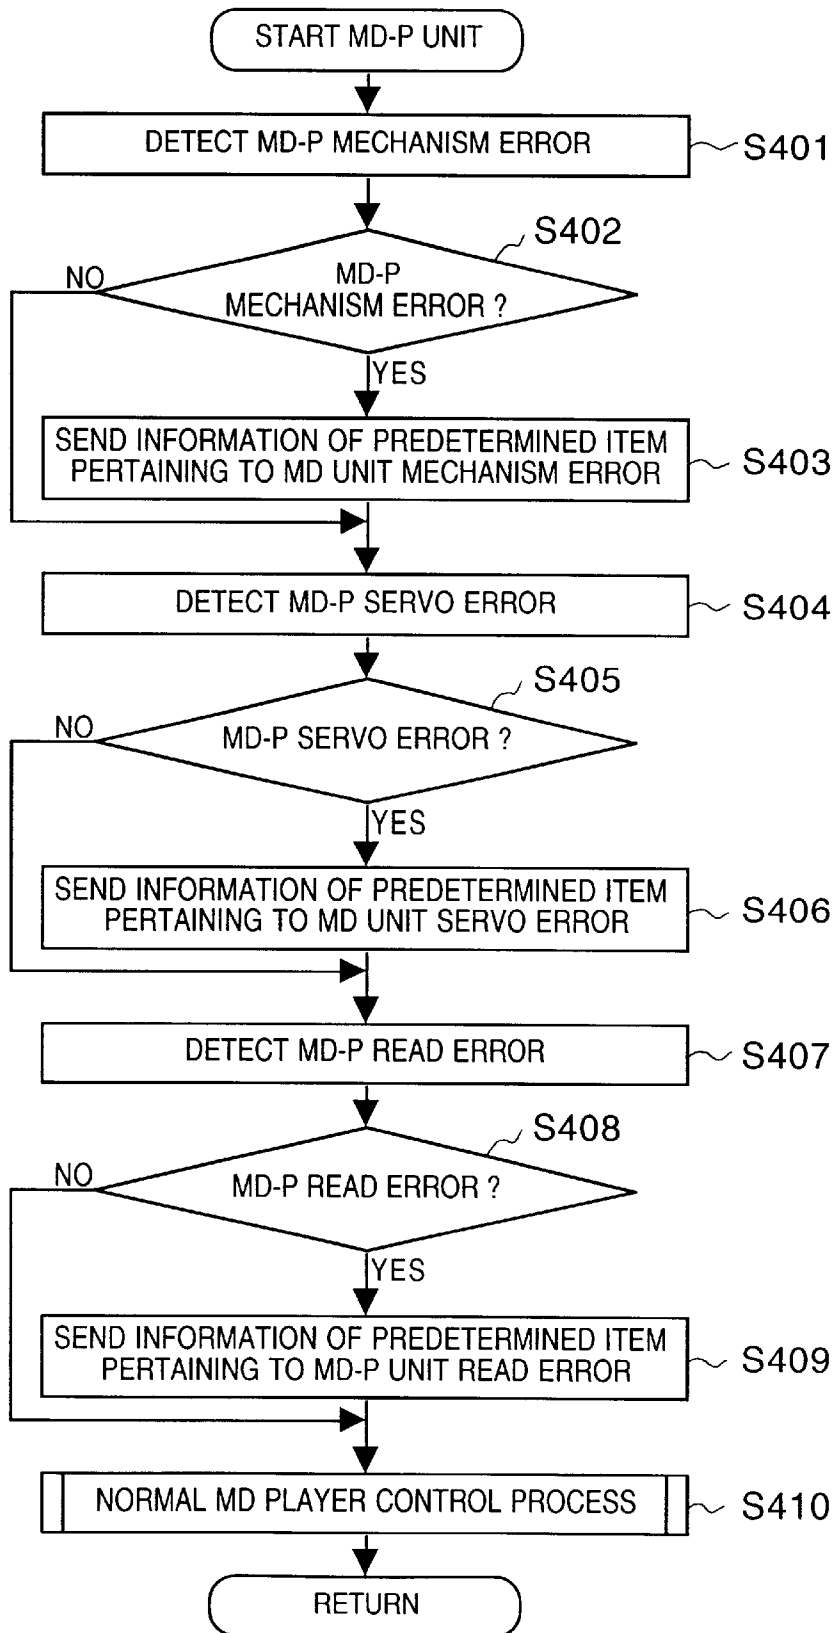 START MD-P UNIT
DETECT MD-P MECHANISM ERROR
S401
S402
NO
MD-P
MECHANISM ERROR ?
YES
SEND INFORMATION OF PREDETERMINED ITEM
PERTAINING TO MD UNIT MECHANISM ERROR
S403
DETECT MD-P SERVO ERROR
S404
S405
NO
MD-P SERVO ERROR ?
YES
SEND INFORMATION OF PREDETERMINED ITEM
PERTAINING TO MD UNIT SERVO ERROR
S406
DETECT MD-P READ ERROR
S407
S408
NO
MD-P READ ERROR ?
YES
SEND INFORMATION OF PREDETERMINED ITEM
PERTAINING TO MD-P UNIT READ ERROR
S409
NORMAL MD PLAYER CONTROL PROCESS
S410
RETURN